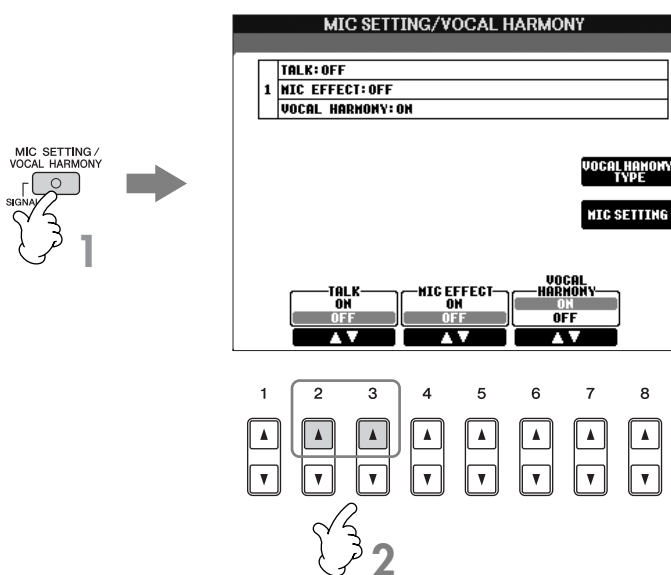 MIC SETTING/VOCAL HARMONY
TALK: OFF
1 MIC EFFECT: OFF
VOCAL HARMONY: ON
MIC SETTING /
VOCAL HARMONY
SIGNAL
1
VOCAL HAMONY
TYPE
MIC SETTING
TALK
ON
OFF
MIC EFFECT
ON
OFF
VOCAL
HARMONY
ON
OFF
1 2 3 4 5 6 7 8
2